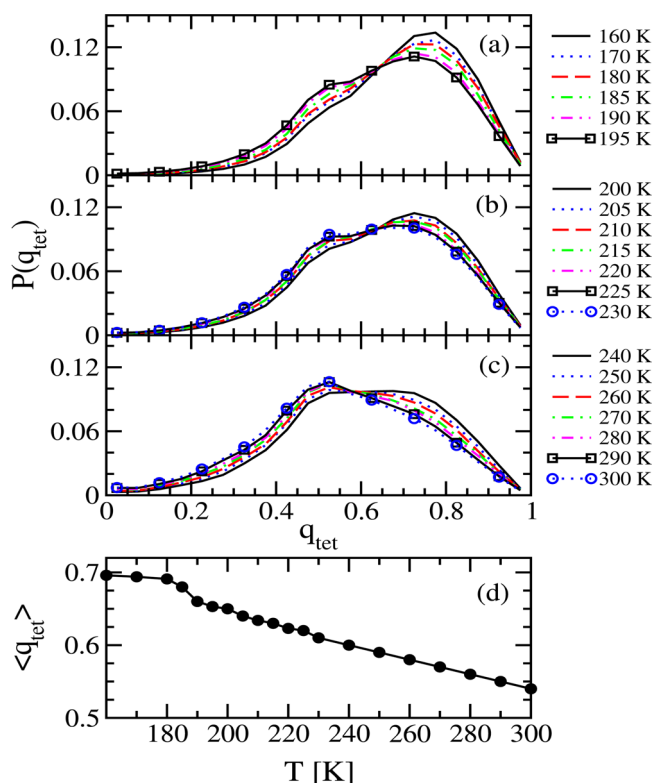 0.12
0.06
0
(a)
160 K
170 K
180 K
185 K
190 K
195 K
P(q_tet)
0.12
0.06
0
(b)
200 K
205 K
210 K
215 K
220 K
225 K
230 K
0.12
0.06
0
(c)
240 K
250 K
260 K
270 K
280 K
290 K
300 K
0 0.2 0.4 0.6 0.8 1
q_tet
<q_tet>
0.7
0.6
0.5
(d)
180 200 220 240 260 280 300
T [K]